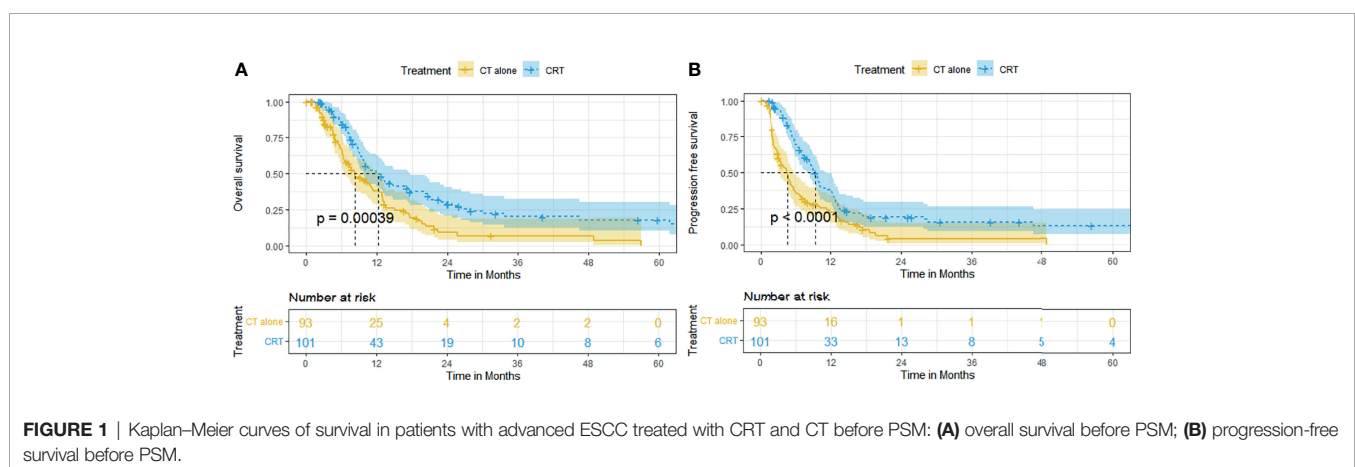 A
Treatment CT alone CRT
Overall survival
1.00
0.75
0.50
0.25
0.00
p = 0.00039
0 12 24 36 48 60
Time in Months
Number at risk
Treatment
CT alone 93 25 4 2 2 0
CRT 101 43 19 10 8 6
0 12 24 36 48 60
Time in Months
B
Treatment CT alone CRT
Progression free survival
1.00
0.75
0.50
0.25
0.00
p < 0.0001
0 12 24 36 48 60
Time in Months
Number at risk
Treatment
CT alone 93 16 1 1 1 0
CRT 101 33 13 8 5 4
0 12 24 36 48 60
Time in Months
FIGURE 1 | Kaplan–Meier curves of survival in patients with advanced ESCC treated with CRT and CT before PSM: (A) overall survival before PSM; (B) progression-free
survival before PSM.